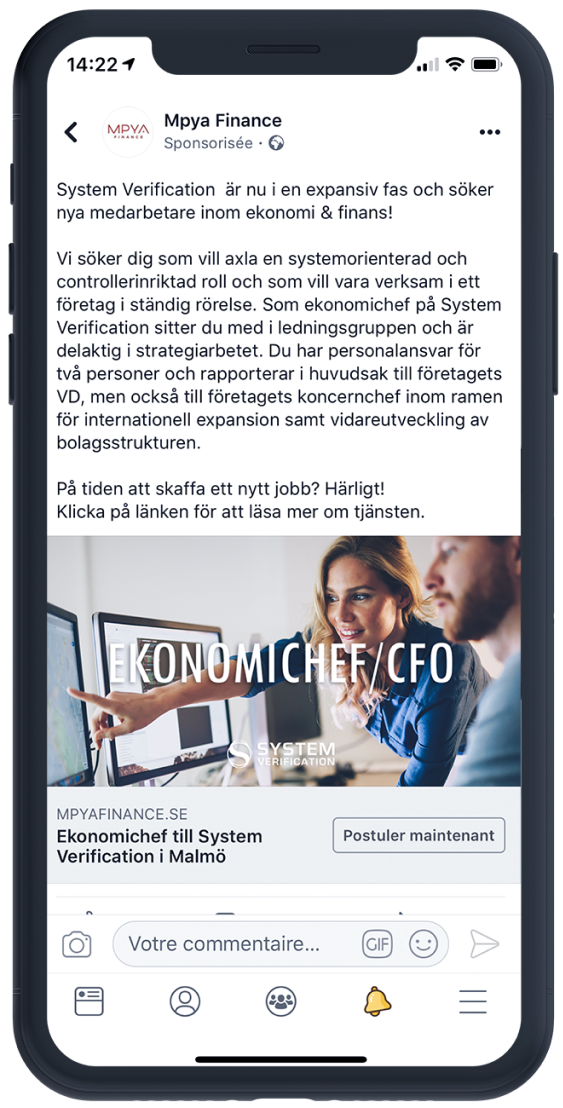 14:22
MPYA
FINANCE
Mpya Finance
Sponsorisée ·
System Verification  är nu i en expansiv fas och söker
nya medarbetare inom ekonomi & finans!
Vi söker dig som vill axla en systemorienterad och
controllerinriktad roll och som vill vara verksam i ett
företag i ständig rörelse. Som ekonomichef på System
Verification sitter du med i ledningsgruppen och är
delaktig i strategiarbetet. Du har personalansvar för
två personer och rapporterar i huvudsak till företagets
VD, men också till företagets koncernchef inom ramen
för internationell expansion samt vidareutveckling av
bolagsstrukturen.
På tiden att skaffa ett nytt jobb? Härligt!
Klicka på länken för att läsa mer om tjänsten.
EKONOMICHEF/CFO
SYSTEM
VERIFICATION
MPYAFINANCE.SE
Ekonomichef till System
Verification i Malmö
Postuler maintenant
Votre commentaire...
GIF